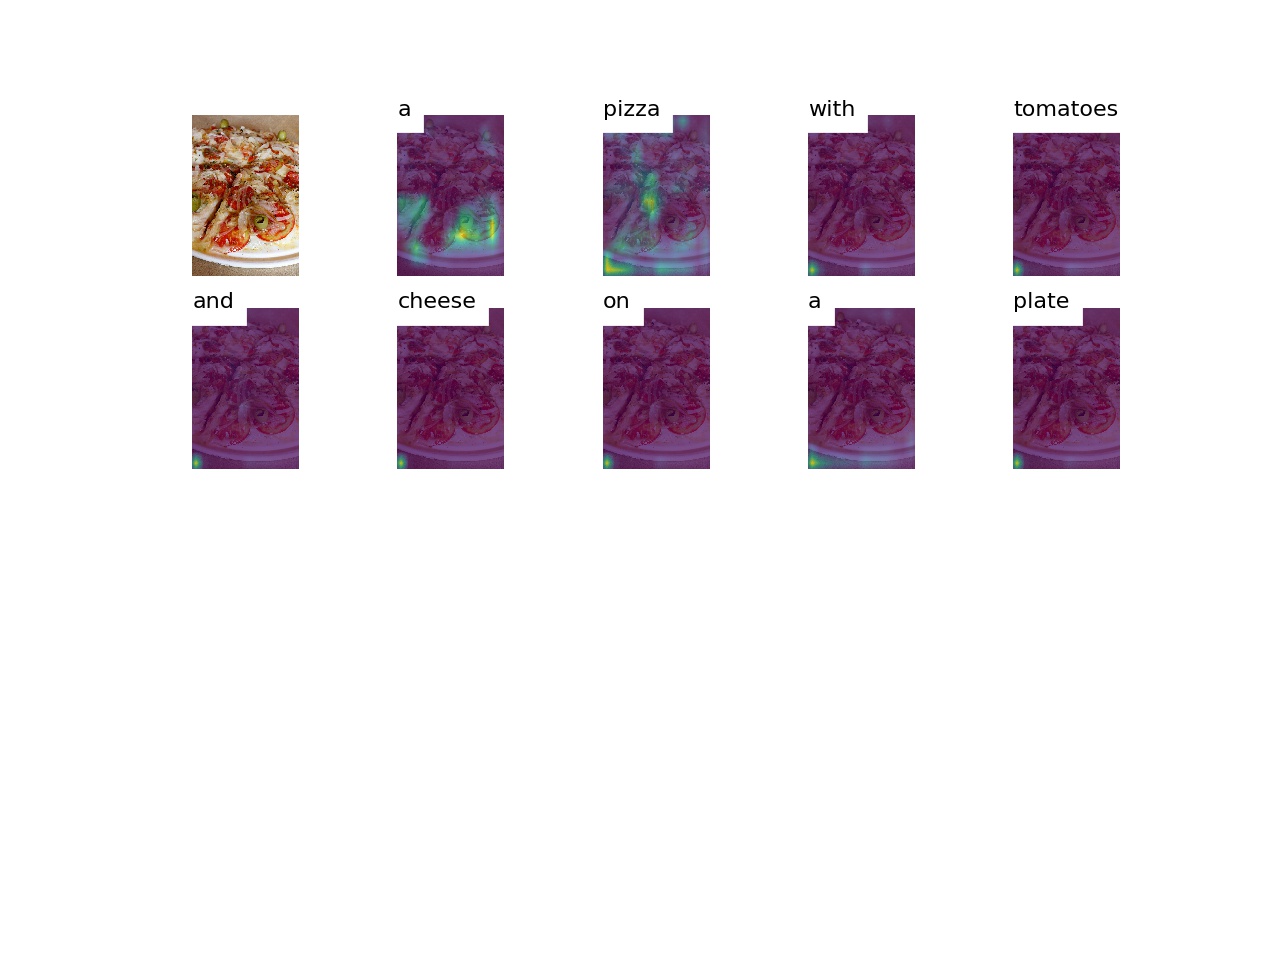 a pizza with tomatoes
and cheese on a plate